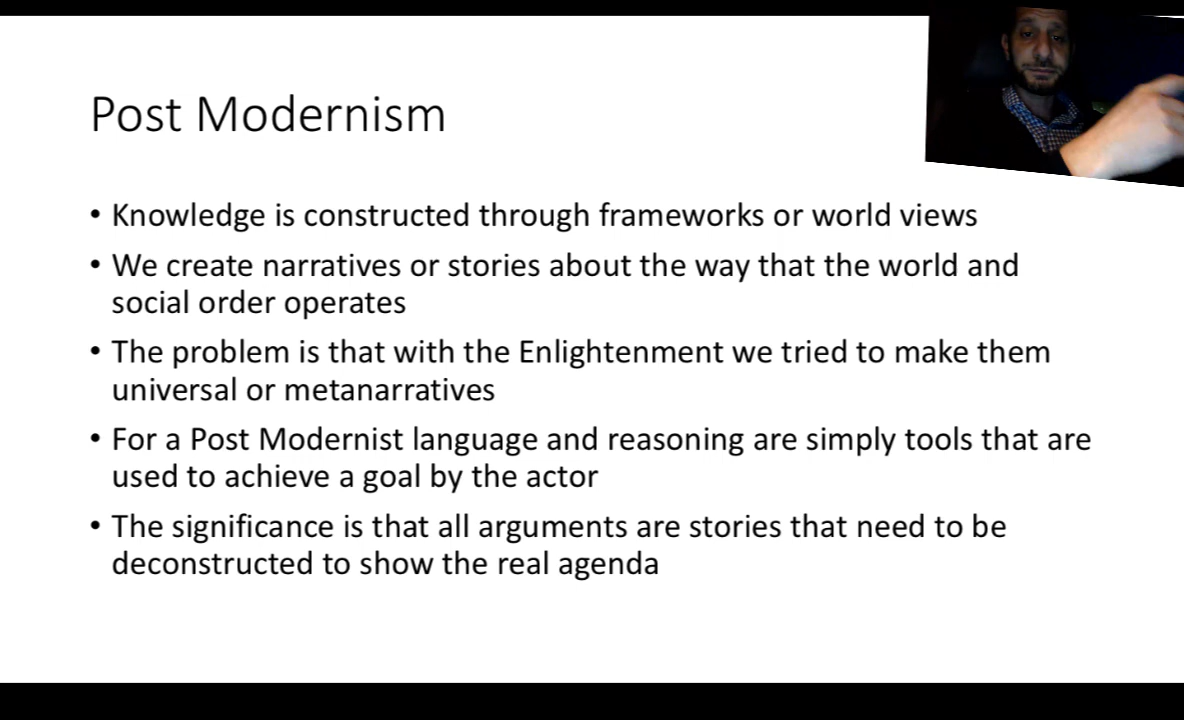 Post Modernism
• Knowledge is constructed through frameworks or world views
• We create narratives or stories about the way that the world and
social order operates
• The problem is that with the Enlightenment we tried to make them
universal or metanarratives
• For a Post Modernist language and reasoning are simply tools that are
used to achieve a goal by the actor
• The significance is that all arguments are stories that need to be
deconstructed to show the real agenda